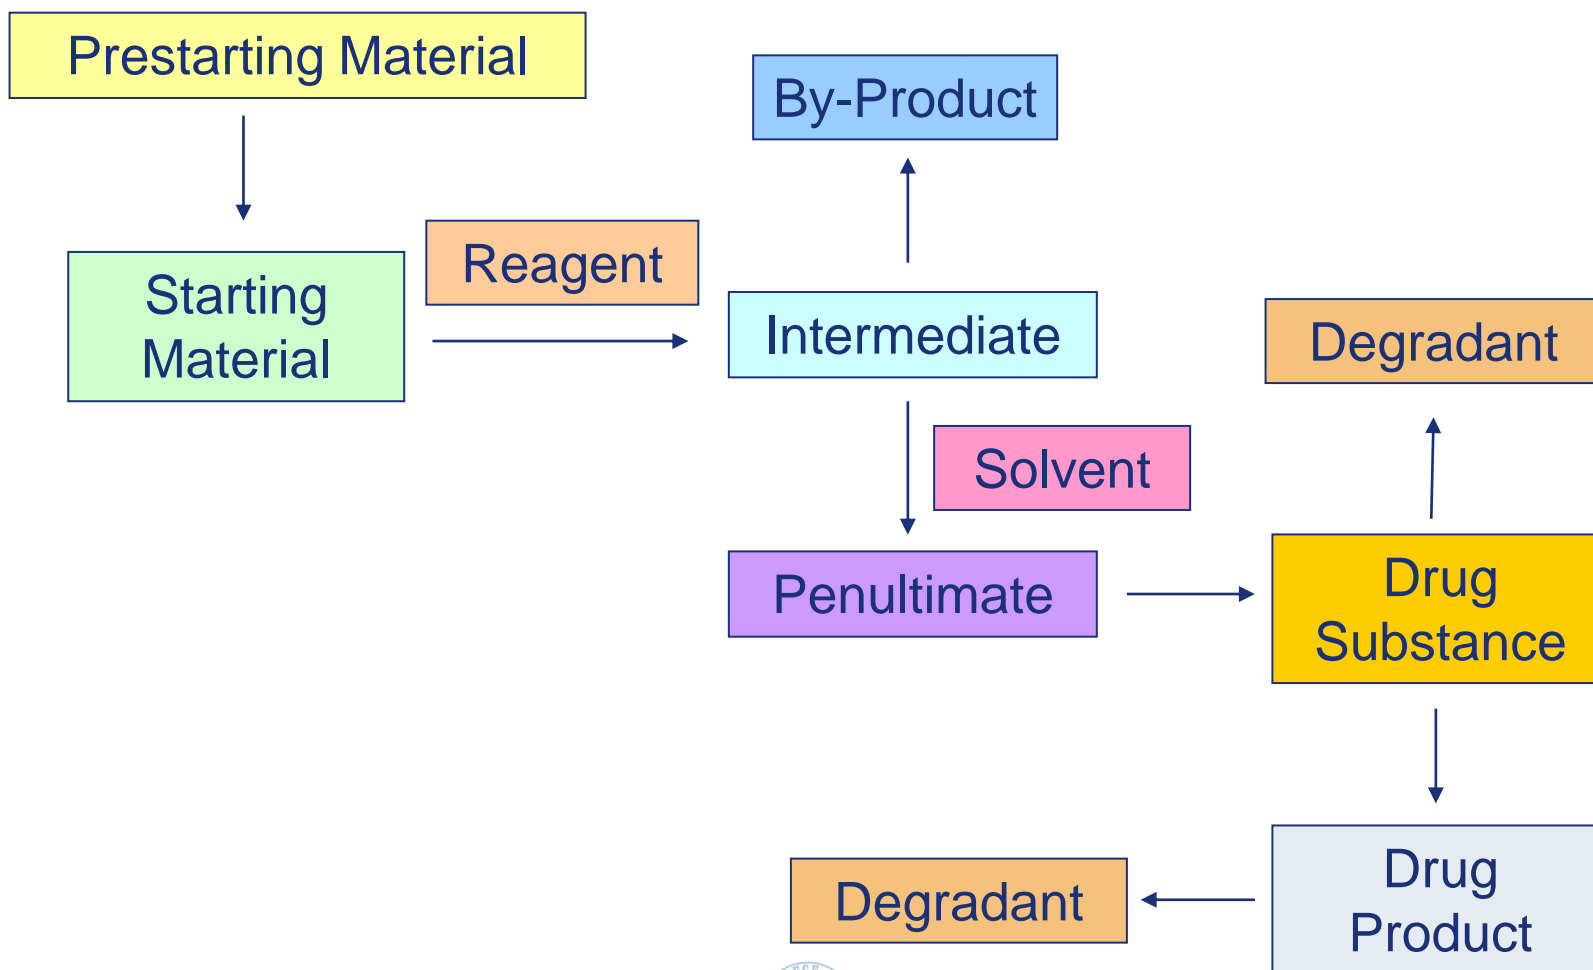 Prestarting Material
By-Product
Reagent
Starting
Material
Intermediate
Degradant
Solvent
Penultimate
Drug
Substance
Degradant
Drug
Product